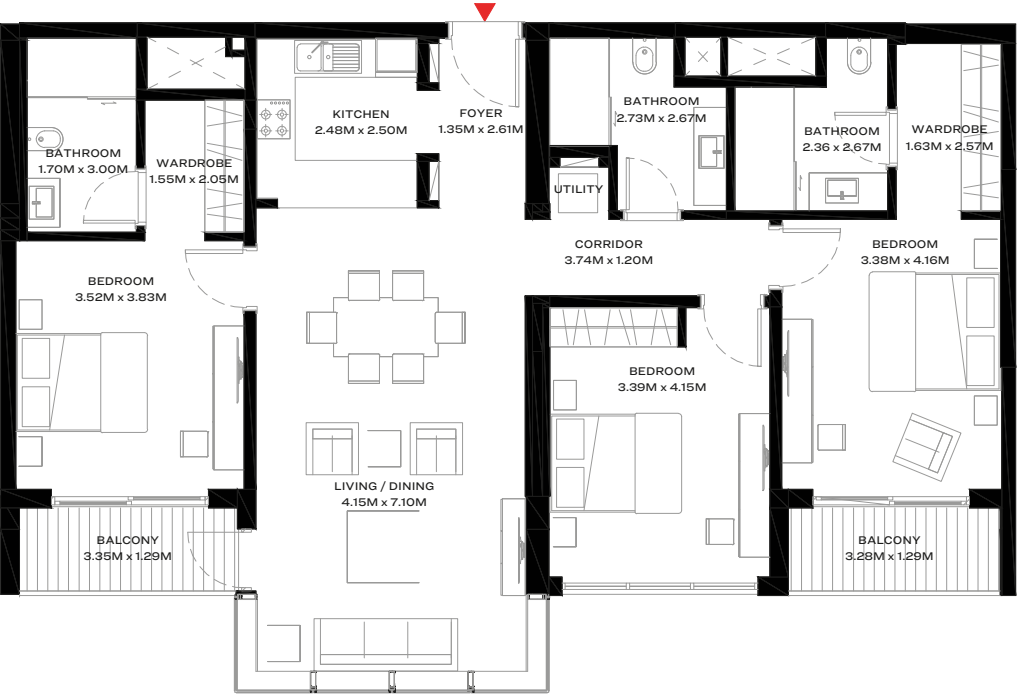 KITCHEN
2.48M x 2.50M
FOYER
1.35M x 2.61M
BATHROOM
2.73M x 2.67M
BATHROOM
2.36 x 2.67M
WARDROBE
1.63M x 2.57M
BATHROOM
1.70M x 3.00M
WARDROBE
1.55M x 2.05M
UTILITY
CORRIDOR
3.74M x 1.20M
BEDROOM
3.38M x 4.16M
BEDROOM
3.52M x 3.83M
BEDROOM
3.39M x 4.15M
LIVING / DINING
4.15M x 7.10M
BALCONY
3.35M x 1.29M
BALCONY
3.28M x 1.29M